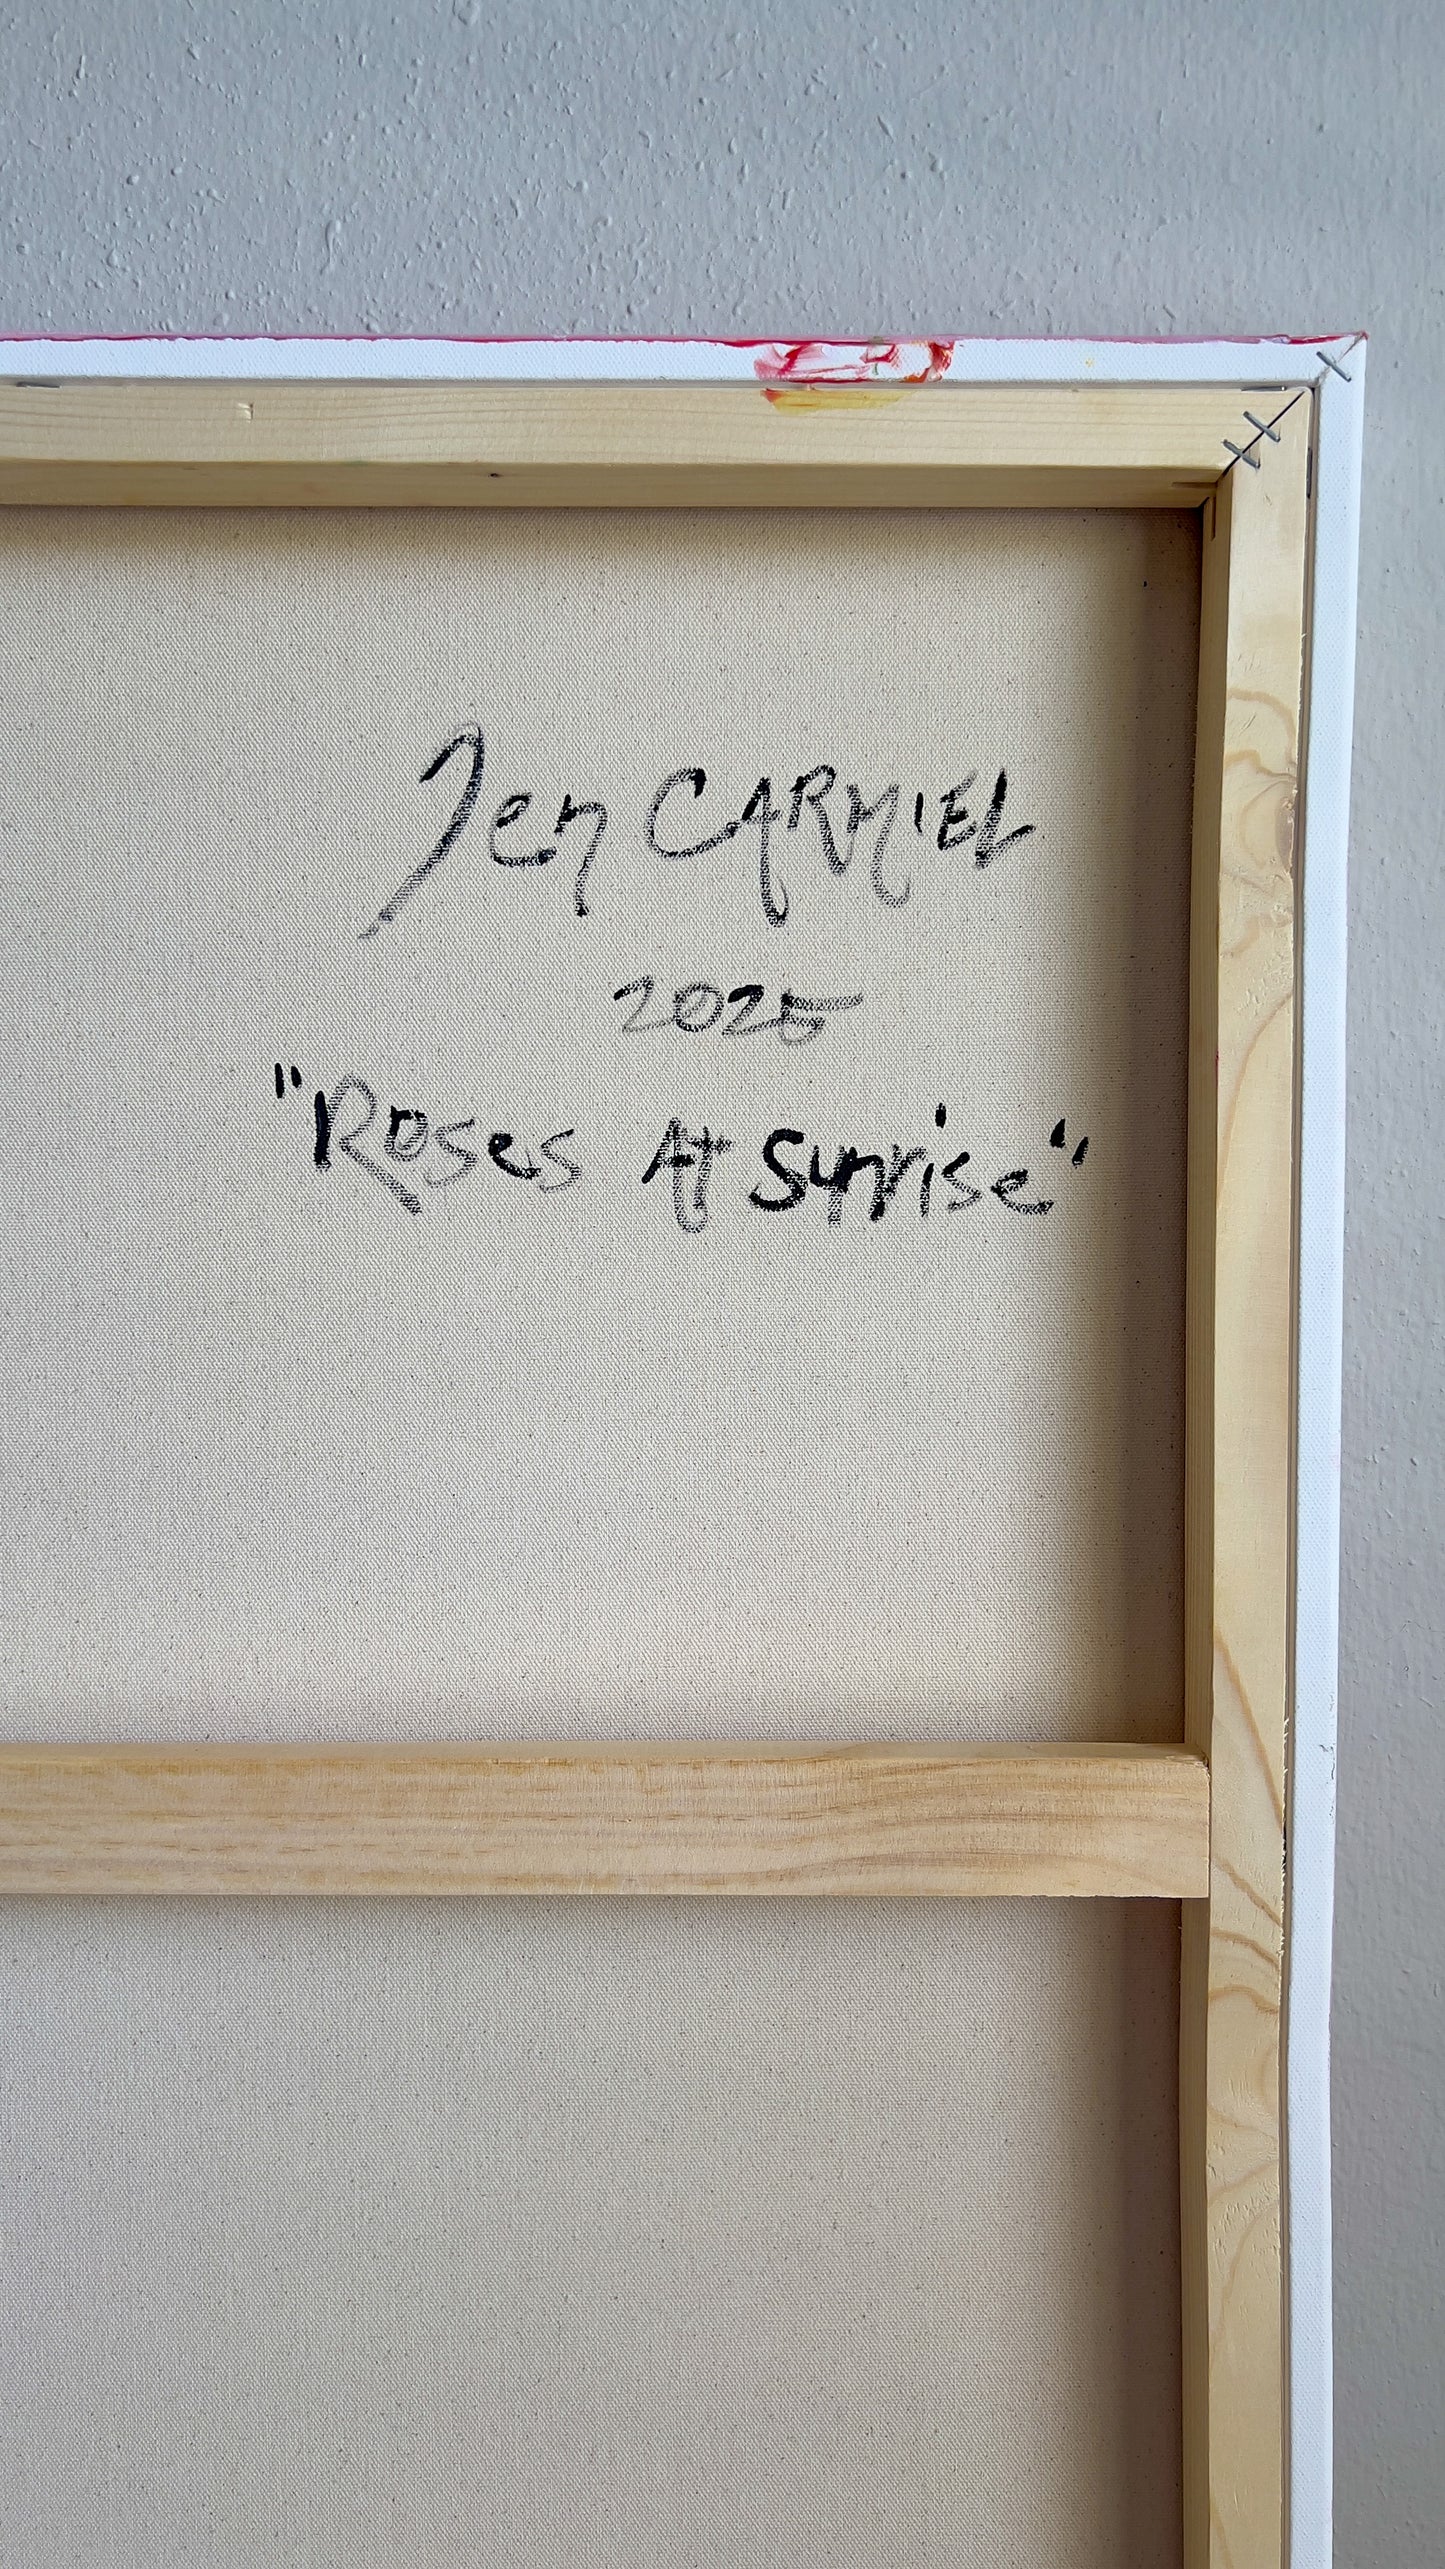 Jen CARMIEL
2025
"Roses At Sunrise"